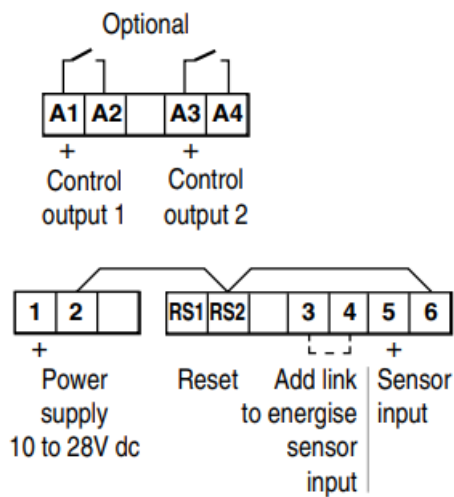 Optional
A1 A2 A3 A4
+ +
Control Control
output 1 output 2
1 2 RS1 RS2 3 4 5 6
+ +
Power Reset Add link Sensor
supply to energise input
10 to 28V dc sensor
input